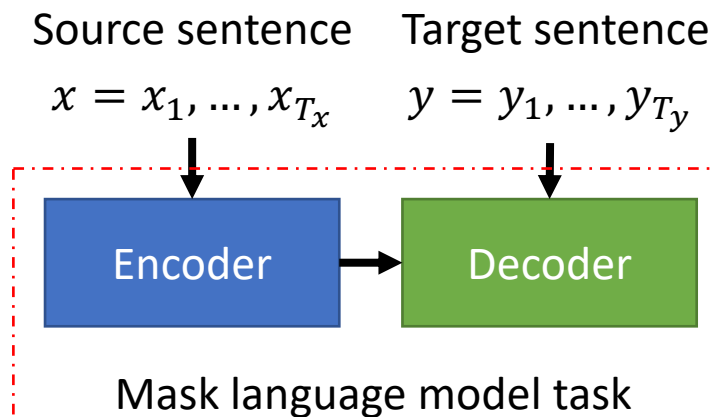 Source sentence Target sentence
x = x_1, ..., x_{T_x} y = y_1, ..., y_{T_y}
Encoder Decoder
Mask language model task